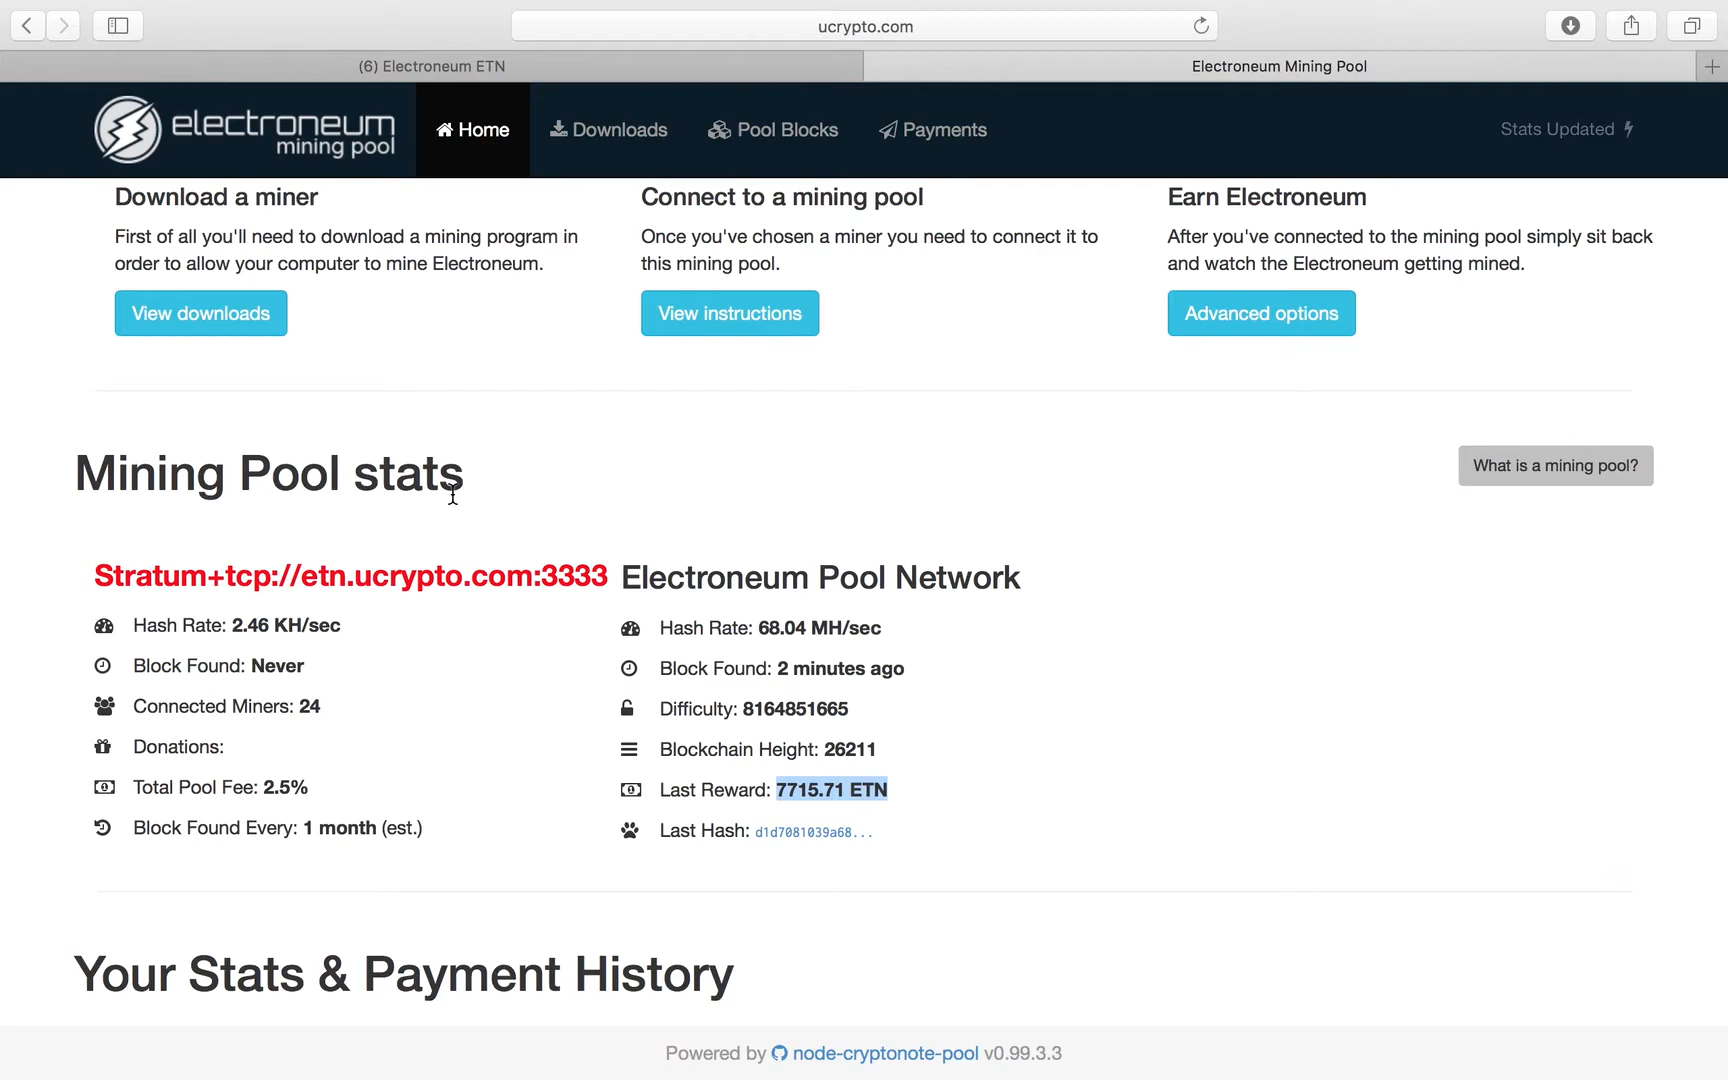 ucrypto.com
(6) Electroneum ETN
Electroneum Mining Pool
electroneum
mining pool
Home
Downloads
Pool Blocks
Payments
Stats Updated
Download a miner
First of all you'll need to download a mining program in
order to allow your computer to mine Electroneum.
View downloads
Connect to a mining pool
Once you've chosen a miner you need to connect it to
this mining pool.
View instructions
Earn Electroneum
After you've connected to the mining pool simply sit back
and watch the Electroneum getting mined.
Advanced options
Mining Pool stats
What is a mining pool?
Stratum+tcp://etn.ucrypto.com:3333
Hash Rate: 2.46 KH/sec
Block Found: Never
Connected Miners: 24
Donations:
Total Pool Fee: 2.5%
Block Found Every: 1 month (est.)
Electroneum Pool Network
Hash Rate: 68.04 MH/sec
Block Found: 2 minutes ago
Difficulty: 8164851665
Blockchain Height: 26211
Last Reward: 7715.71 ETN
Last Hash: d1d7081039a68...
Your Stats & Payment History
Powered by node-cryptonote-pool v0.99.3.3